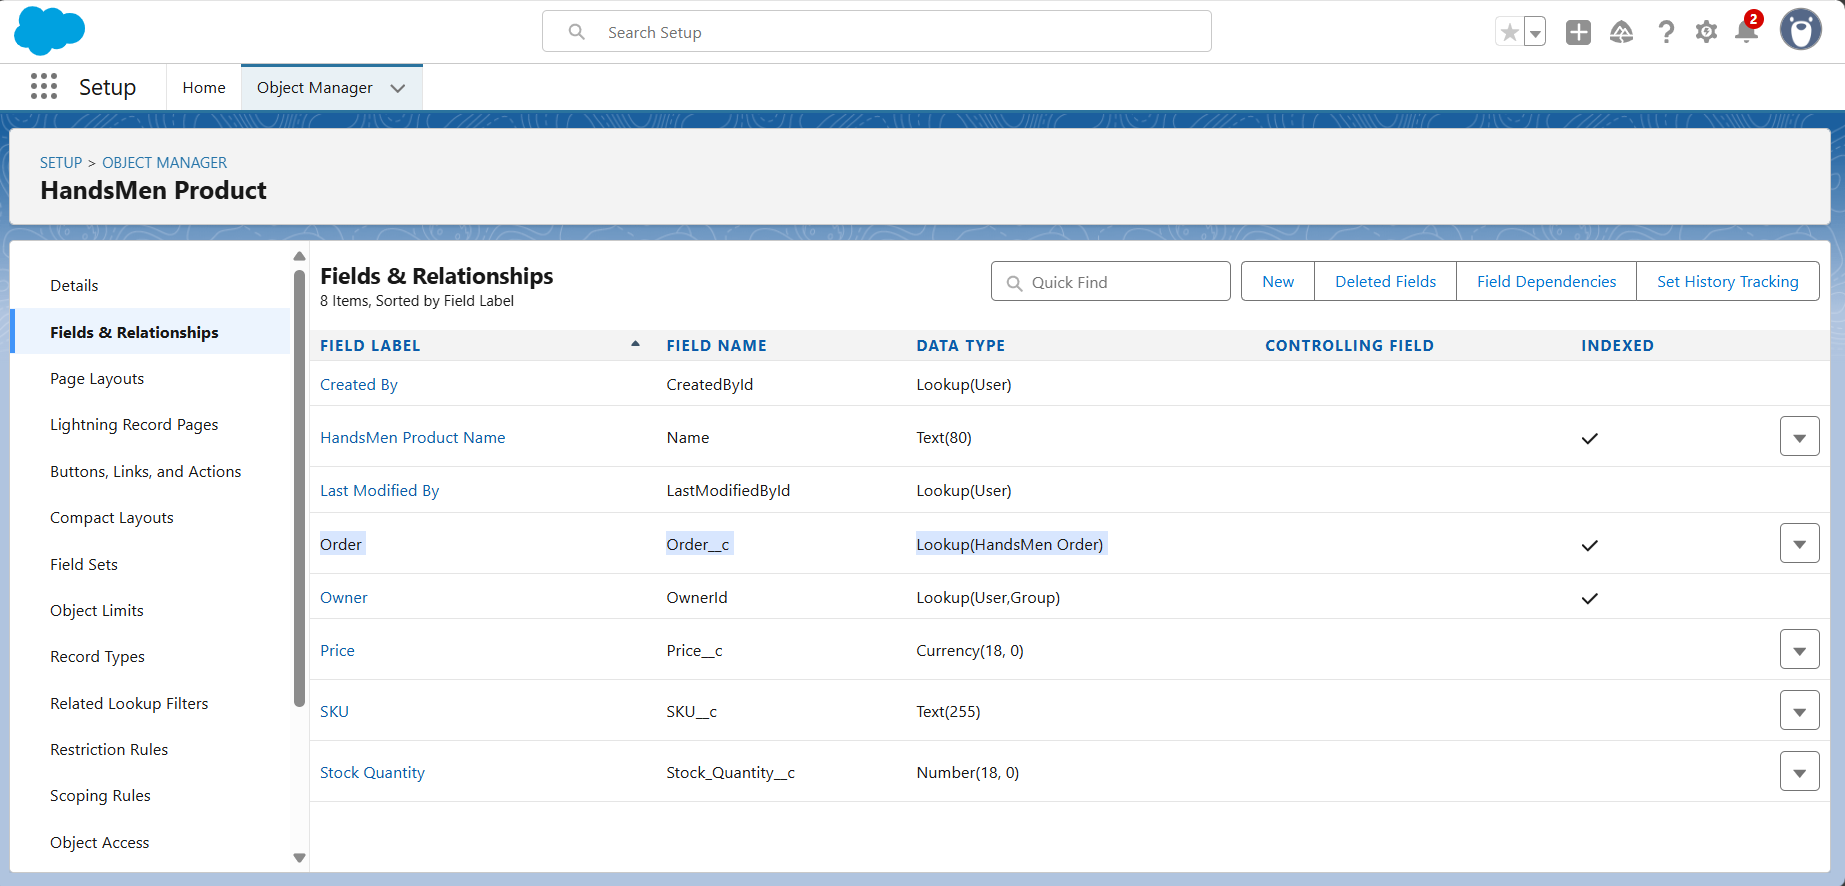 Search Setup
2
Setup
Home
Object Manager
SETUP > OBJECT MANAGER
HandsMen Product
Details
Fields & Relationships
Page Layouts
Lightning Record Pages
Buttons, Links, and Actions
Compact Layouts
Field Sets
Object Limits
Record Types
Related Lookup Filters
Restriction Rules
Scoping Rules
Object Access
Fields & Relationships
8 Items, Sorted by Field Label
Quick Find
New
Deleted Fields
Field Dependencies
Set History Tracking
FIELD LABEL FIELD NAME DATA TYPE CONTROLLING FIELD INDEXED
Created By CreatedById Lookup(User)
HandsMen Product Name Name Text(80)
Last Modified By LastModifiedById Lookup(User)
Order Order__c Lookup(HandsMen Order)
Owner OwnerId Lookup(User,Group)
Price Price__c Currency(18, 0)
SKU SKU__c Text(255)
Stock Quantity Stock_Quantity__c Number(18, 0)